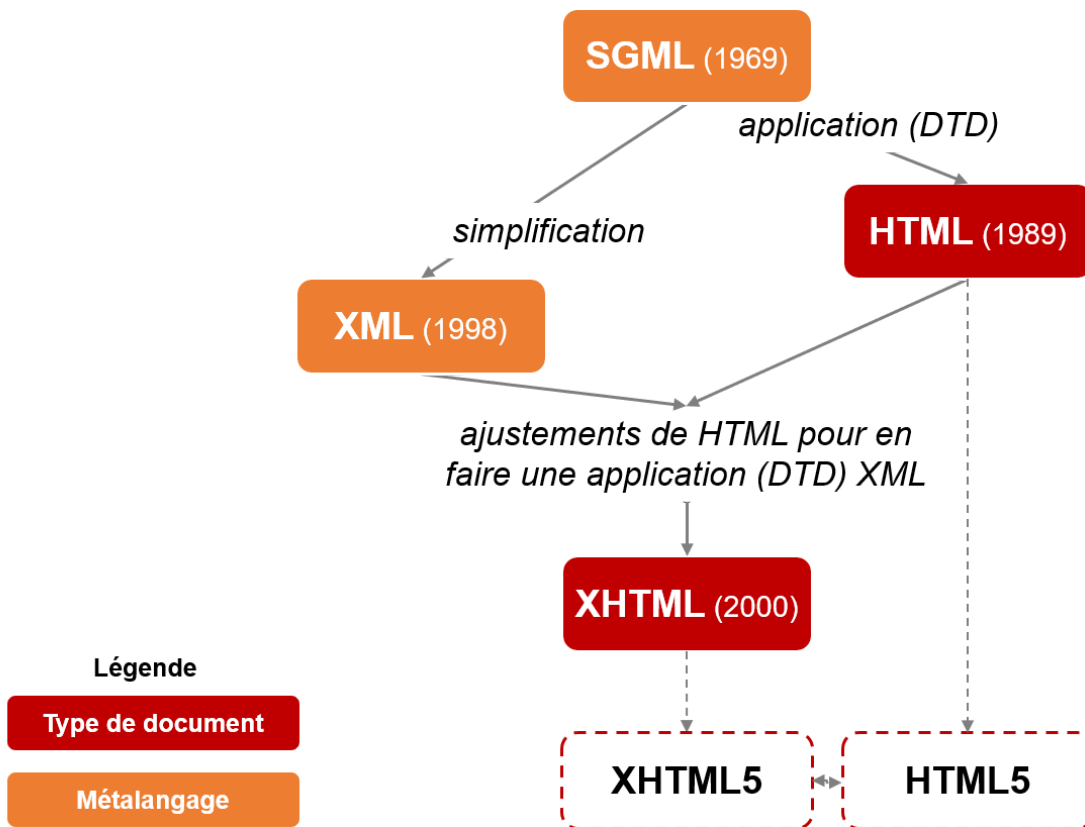 SGML (1969)
application (DTD)
HTML (1989)
simplification
XML (1998)
ajustements de HTML pour en
faire une application (DTD) XML
XHTML (2000)
Légende
Type de document
Métalangage
XHTML5
HTML5